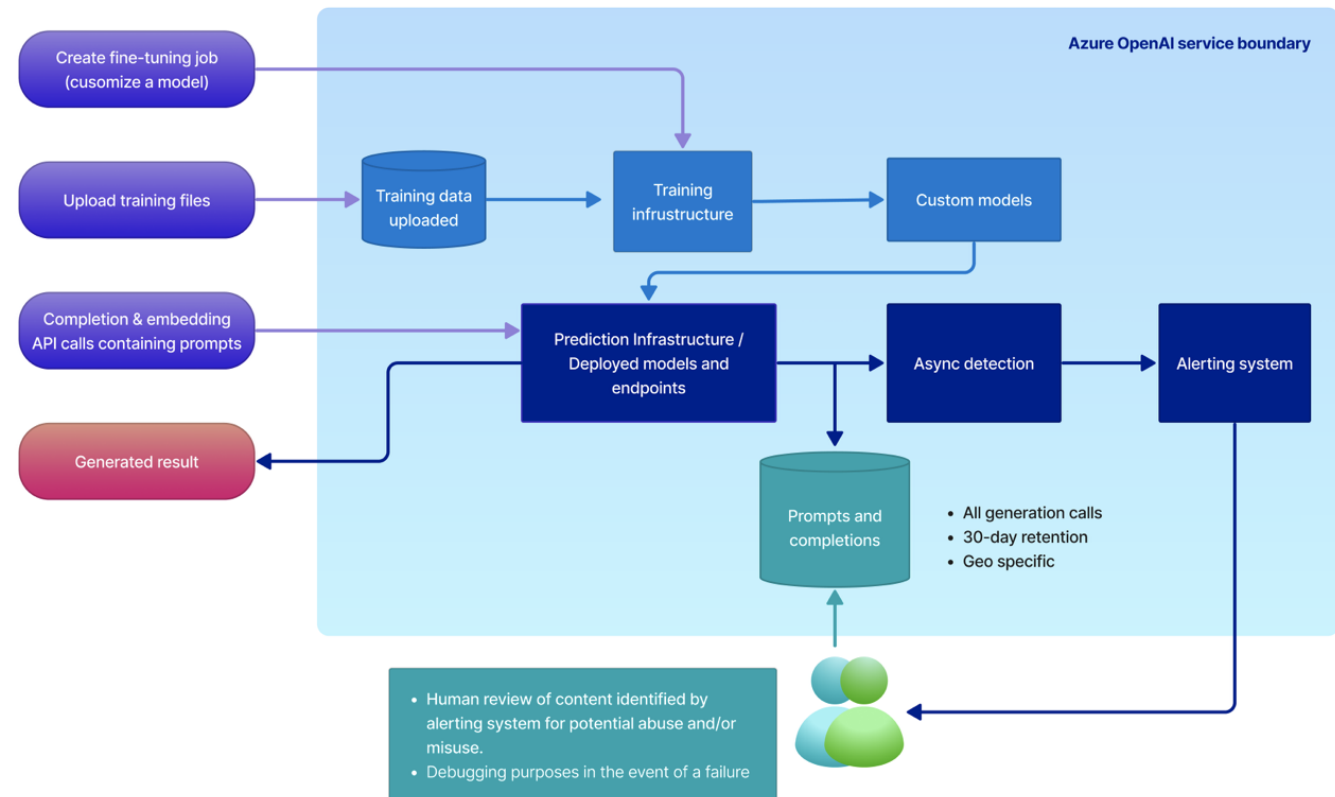 Azure OpenAI service boundary
Create fine-tuning job
(cusomize a model)
Upload training files
Training data
uploaded
Training
infrustructure
Custom models
Completion & embedding
API calls containing prompts
Prediction Infrastructure /
Deployed models and
endpoints
Async detection
Alerting system
Generated result
Prompts and
completions
• All generation calls
• 30-day retention
• Geo specific
• Human review of content identified by
alerting system for potential abuse and/or
misuse.
• Debugging purposes in the event of a failure